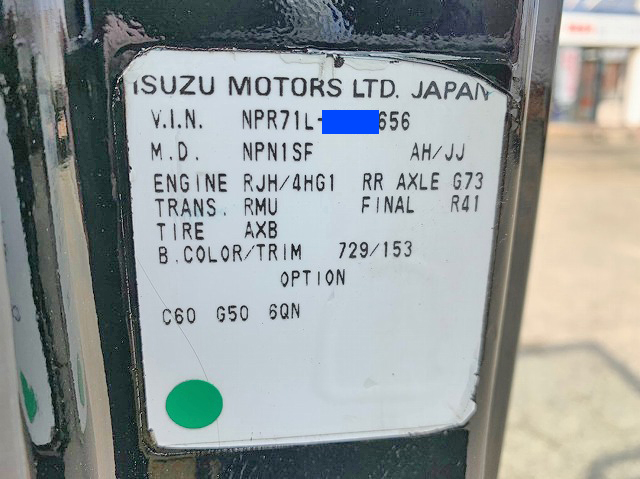 ISUZU MOTORS LTD. JAPAN
V.I.N. NPR71L- 656
M.D. NPN1SF AH/JJ
ENGINE RJH/4HG1 RR AXLE G73
TRANS. RMU FINAL R41
TIRE AXB
B.COLOR/TRIM 729/153
OPTION
C60 G50 6QN